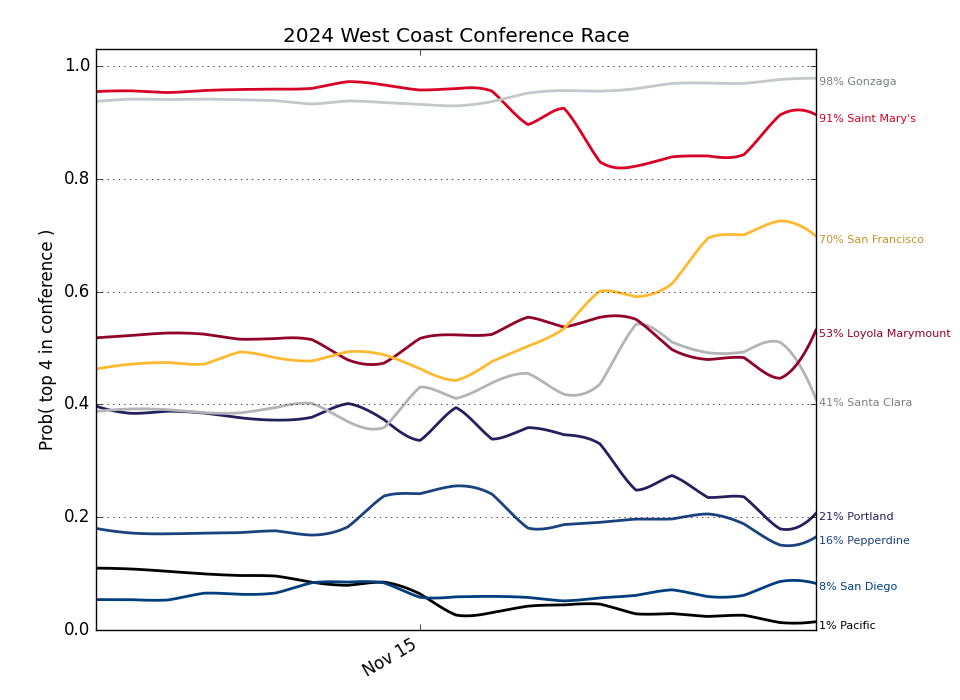 2024 West Coast Conference Race
Prob( top 4 in conference )
1.0
0.8
0.6
0.4
0.2
0.0
Nov 15
98% Gonzaga
91% Saint Mary's
70% San Francisco
53% Loyola Marymount
41% Santa Clara
21% Portland
16% Pepperdine
8% San Diego
1% Pacific